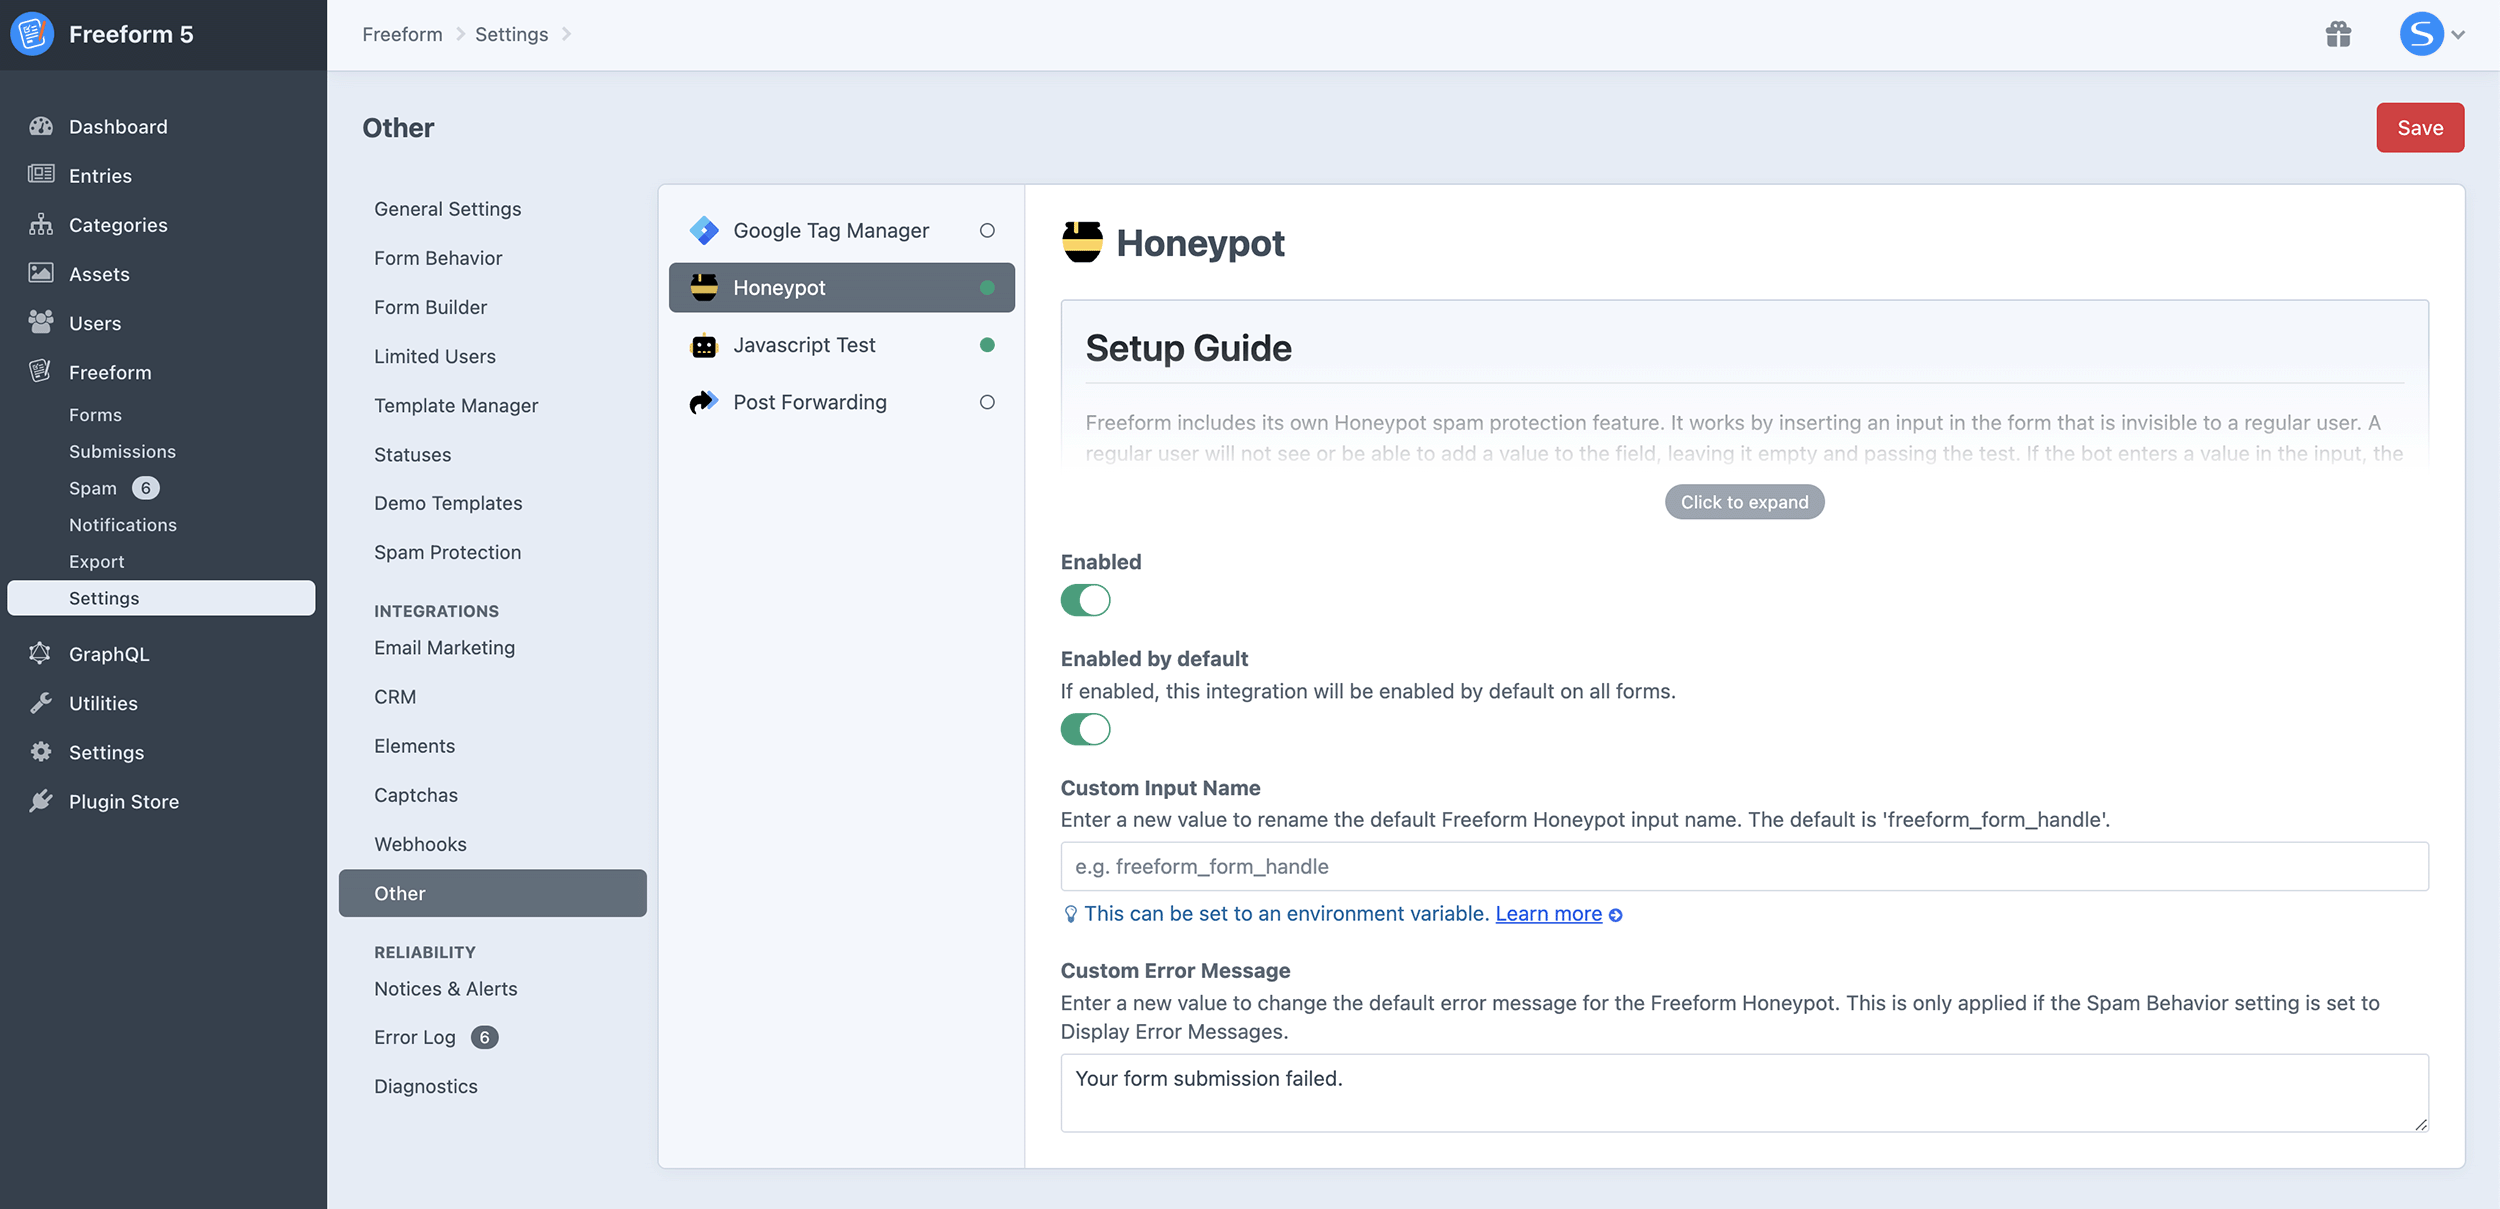 Freeform 5
Freeform
Settings
S
Dashboard
Entries
Categories
Assets
Users
Freeform
Forms
Submissions
Spam 6
Notifications
Export
Settings
GraphQL
Utilities
Settings
Plugin Store
Other
Save
General Settings
Form Behavior
Form Builder
Limited Users
Template Manager
Statuses
Demo Templates
Spam Protection
INTEGRATIONS
Email Marketing
CRM
Elements
Captchas
Webhooks
Other
RELIABILITY
Notices & Alerts
Error Log 6
Diagnostics
Google Tag Manager
Honeypot
Javascript Test
Post Forwarding
Honeypot
Setup Guide
Freeform includes its own Honeypot spam protection feature. It works by inserting an input in the form that is invisible to a regular user. A
regular user will not see or be able to add a value to the field, leaving it empty and passing the test. If the bot enters a value in the input, the
Click to expand
Enabled
Enabled by default
If enabled, this integration will be enabled by default on all forms.
Custom Input Name
Enter a new value to rename the default Freeform Honeypot input name. The default is 'freeform_form_handle'.
e.g. freeform_form_handle
This can be set to an environment variable. Learn more
Custom Error Message
Enter a new value to change the default error message for the Freeform Honeypot. This is only applied if the Spam Behavior setting is set to
Display Error Messages.
Your form submission failed.